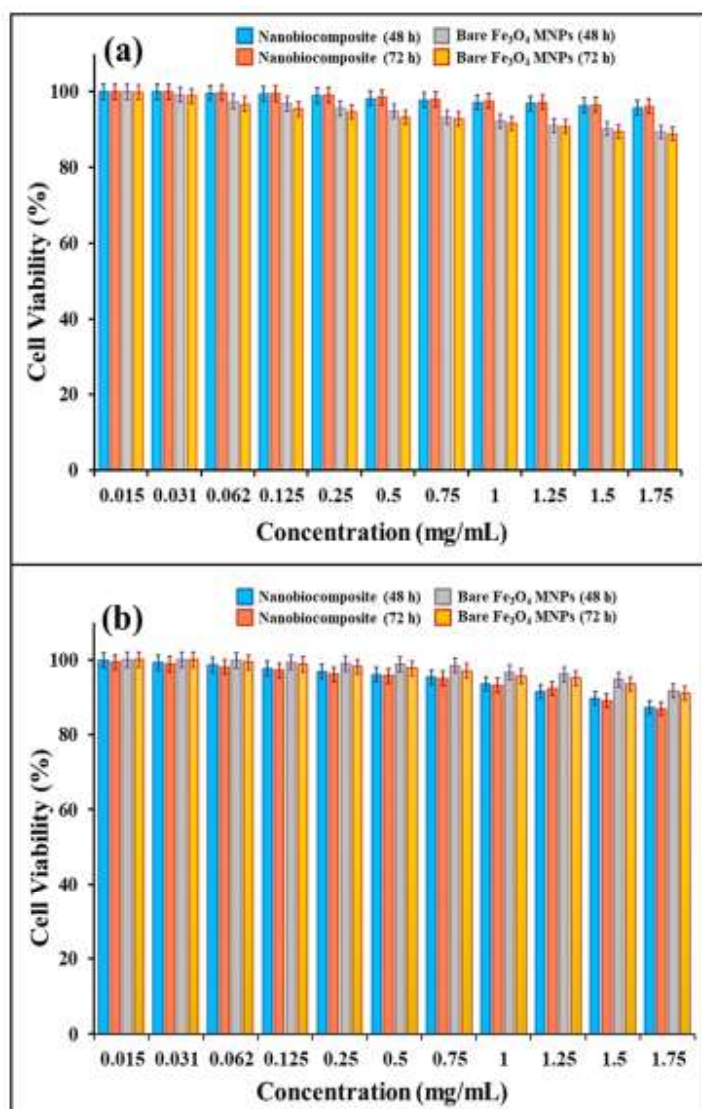 (a)
Nanobiocomposite (48 h) Bare Fe₃O₄ MNPs (48 h)
Nanobiocomposite (72 h) Bare Fe₃O₄ MNPs (72 h)
100
80
60
40
20
0
Cell Viability (%)
0.015 0.031 0.062 0.125 0.25 0.5 0.75 1 1.25 1.5 1.75
Concentration (mg/mL)
(b)
Nanobiocomposite (48 h) Bare Fe₃O₄ MNPs (48 h)
Nanobiocomposite (72 h) Bare Fe₃O₄ MNPs (72 h)
100
80
60
40
20
0
Cell Viability (%)
0.015 0.031 0.062 0.125 0.25 0.5 0.75 1 1.25 1.5 1.75
Concentration (mg/mL)